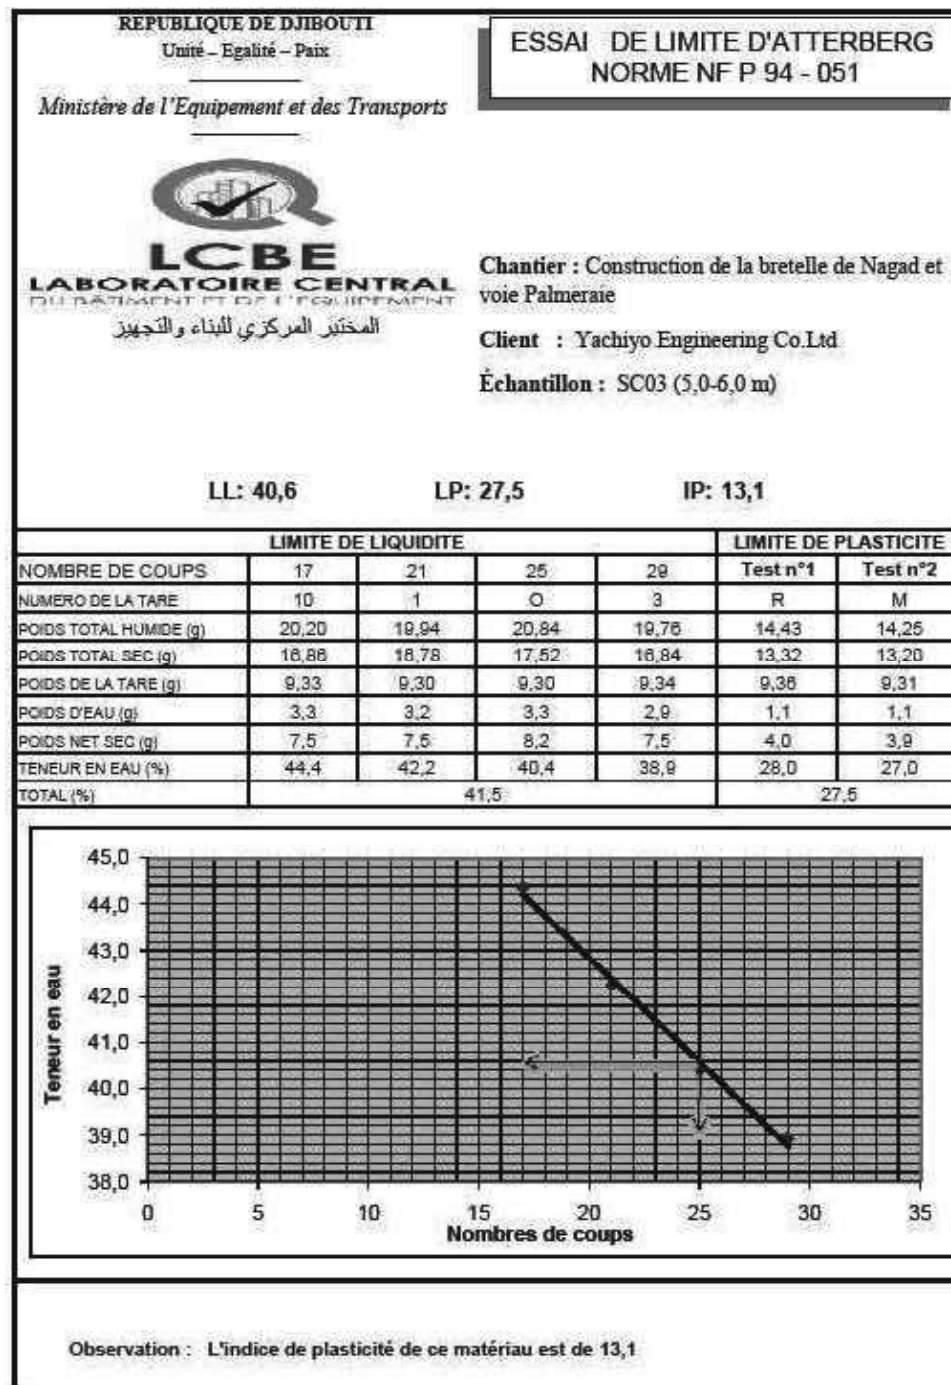 REPUBLIQUE DE DJIBOUTI
Unité – Egalité – Paix
Ministère de l'Equipement et des Transports
LCBE
LABORATOIRE CENTRAL
DU BÂTIMENT ET DE L'EQUIPEMENT
المختبر المركزي للبناء والتجهيز
ESSAI DE LIMITE D'ATTERBERG
NORME NF P 94 - 051
Chantier : Construction de la bretelle de Nagad et
voie Palmeraie
Client : Yachiyo Engineering Co.Ltd
Échantillon : SC03 (5,0-6,0 m)
LL: 40,6 LP: 27,5 IP: 13,1
LIMITE DE LIQUIDITE LIMITE DE PLASTICITE
NOMBRE DE COUPS 17 21 25 29 Test n°1 Test n°2
NUMERO DE LA TARE 10 1 O 3 R M
POIDS TOTAL HUMIDE (g) 20,20 19,94 20,84 19,76 14,43 14,25
POIDS TOTAL SEC (g) 16,86 16,78 17,52 16,84 13,32 13,20
POIDS DE LA TARE (g) 9,33 9,30 9,30 9,34 9,36 9,31
POIDS D'EAU (g) 3,3 3,2 3,3 2,9 1,1 1,1
POIDS NET SEC (g) 7,5 7,5 8,2 7,5 4,0 3,9
TENEUR EN EAU (%) 44,4 42,2 40,4 38,9 28,0 27,0
TOTAL (%) 41,5 27,5
Teneur en eau
45,0
44,0
43,0
42,0
41,0
40,0
39,0
38,0
0 5 10 15 20 25 30 35
Nombres de coups
Observation : L'indice de plasticité de ce matériau est de 13,1